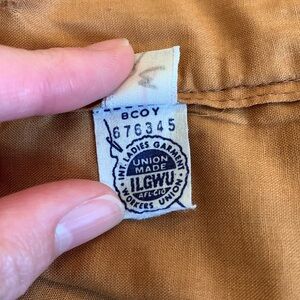 BCOY
676345
INT. LADIES GARMENT
WORKERS UNION
UNION
MADE
ILGWU
AFL-CIO